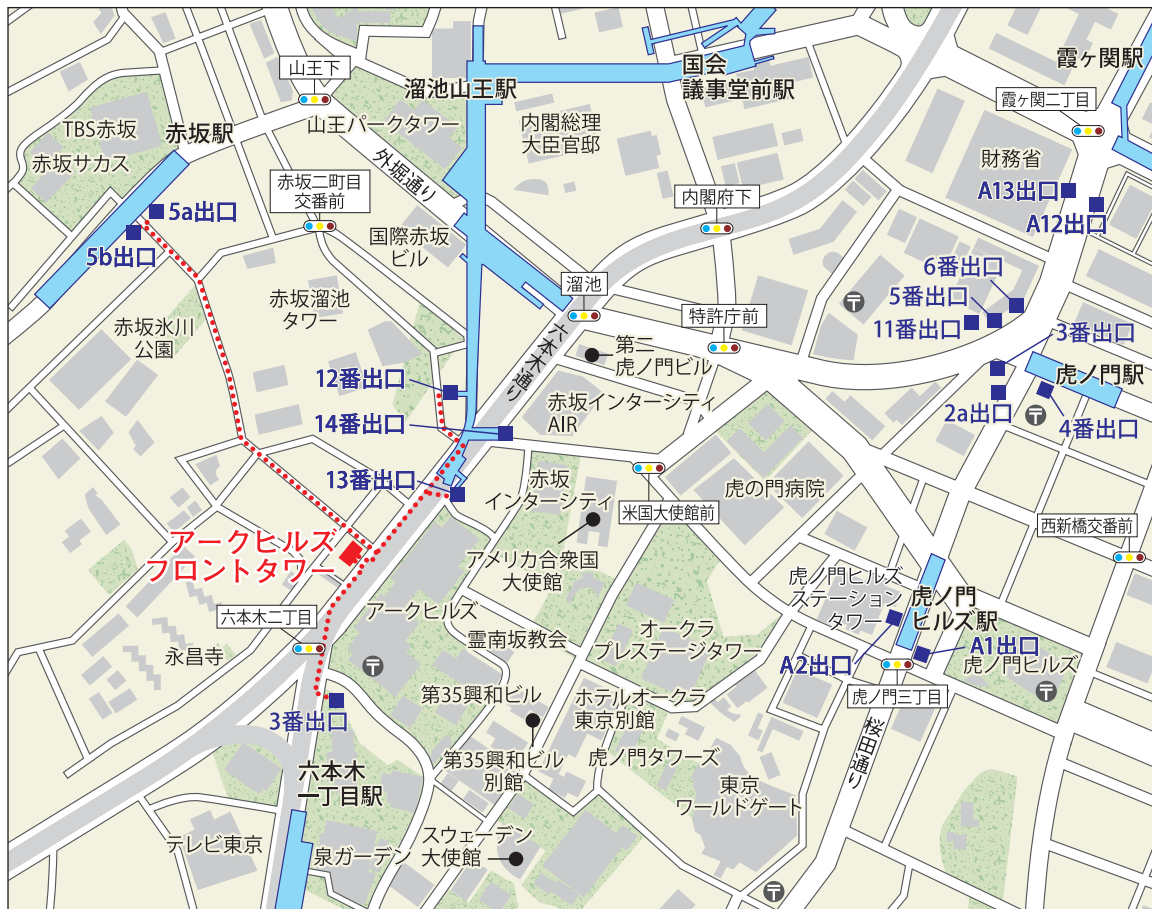 山王下
溜池山王駅
国会
議事堂前駅
霞ヶ関駅
霞ヶ関二丁目
TBS赤坂
赤坂サカス
赤坂駅
山王パークタワー
外堀通り
内閣総理
大臣官邸
財務省
A13出口
A12出口
赤坂二町目
交番前
内閣府下
5a出口
5b出口
国際赤坂
ビル
6番出口
5番出口
11番出口
溜池
特許庁前
赤坂溜池
タワー
赤坂氷川
公園
六本木通り
第二
虎ノ門ビル
3番出口
虎ノ門駅
2a出口
4番出口
12番出口
14番出口
赤坂インターシティ
AIR
13番出口
赤坂
インターシティ
虎の門病院
米国大使館前
西新橋交番前
アークヒルズ
フロントタワー
アメリカ合衆国
大使館
虎ノ門ヒルズ
ステーション
タワー
虎ノ門
ヒルズ駅
六本木二丁目
アークヒルズ
霊南坂教会
オークラ
プレステージタワー
A2出口
A1出口
虎ノ門ヒルズ
永昌寺
虎ノ門三丁目
3番出口
第35興和ビル
ホテルオークラ
東京別館
桜田通り
第35興和ビル
別館
虎ノ門タワーズ
六本木
一丁目駅
東京
ワールドゲート
テレビ東京
泉ガーデン
スウェーデン
大使館